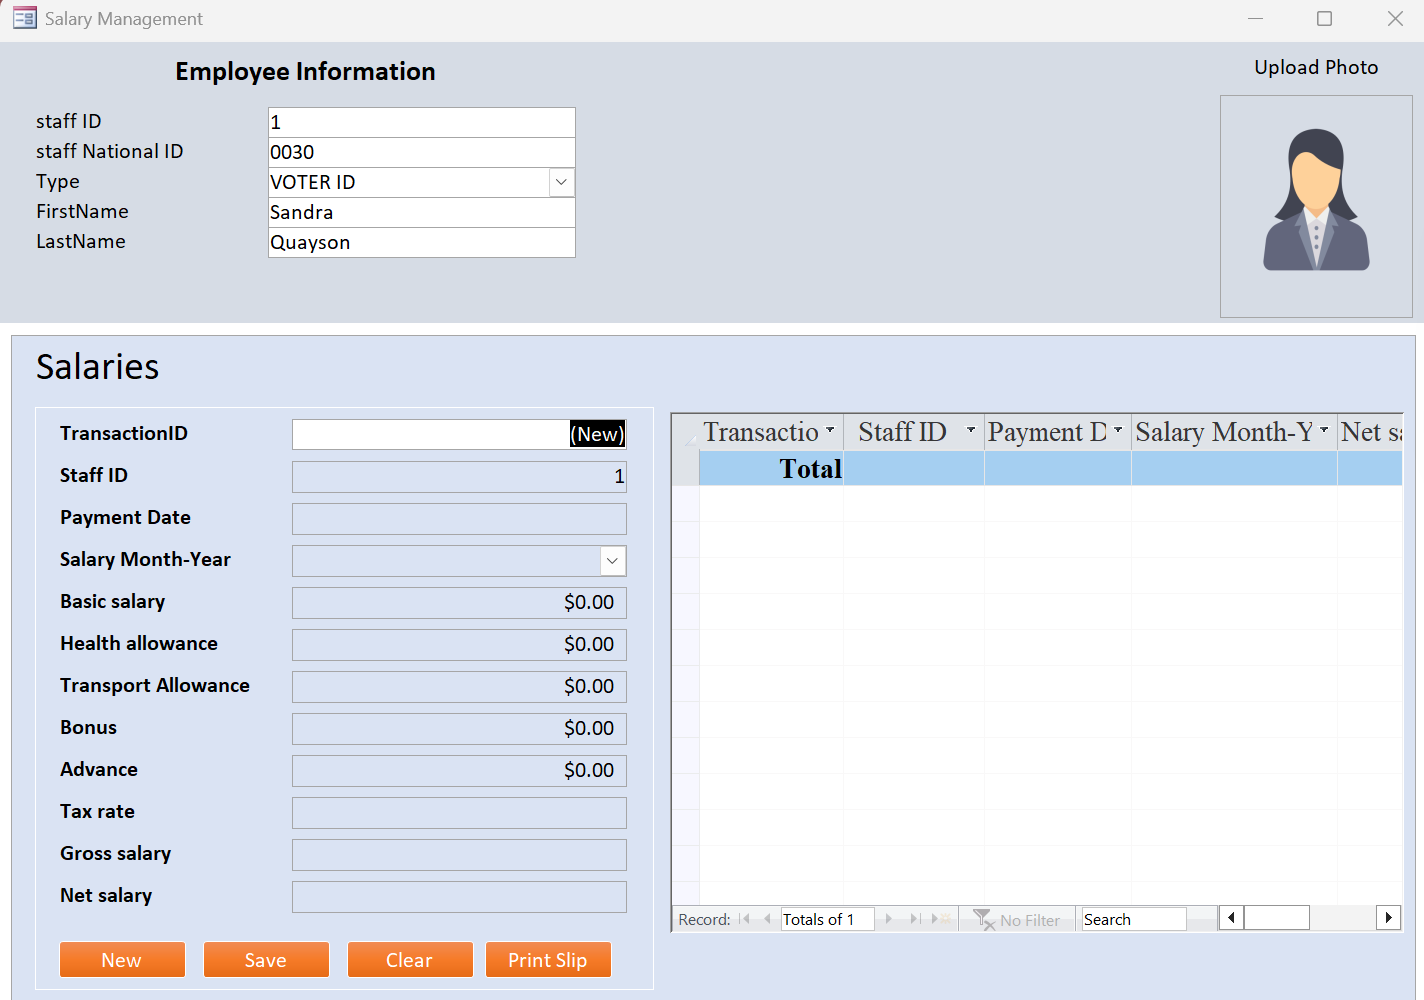 Salary Management
Employee Information
Upload Photo
staff ID 1
staff National ID 0030
Type VOTER ID
FirstName Sandra
LastName Quayson
Salaries
TransactionID (New)
Staff ID 1
Payment Date
Salary Month-Year
Basic salary $0.00
Health allowance $0.00
Transport Allowance $0.00
Bonus $0.00
Advance $0.00
Tax rate
Gross salary
Net salary
New Save Clear Print Slip
Transactio Staff ID Payment D Salary Month-Y Net sa
Total
Record: Totals of 1 No Filter Search